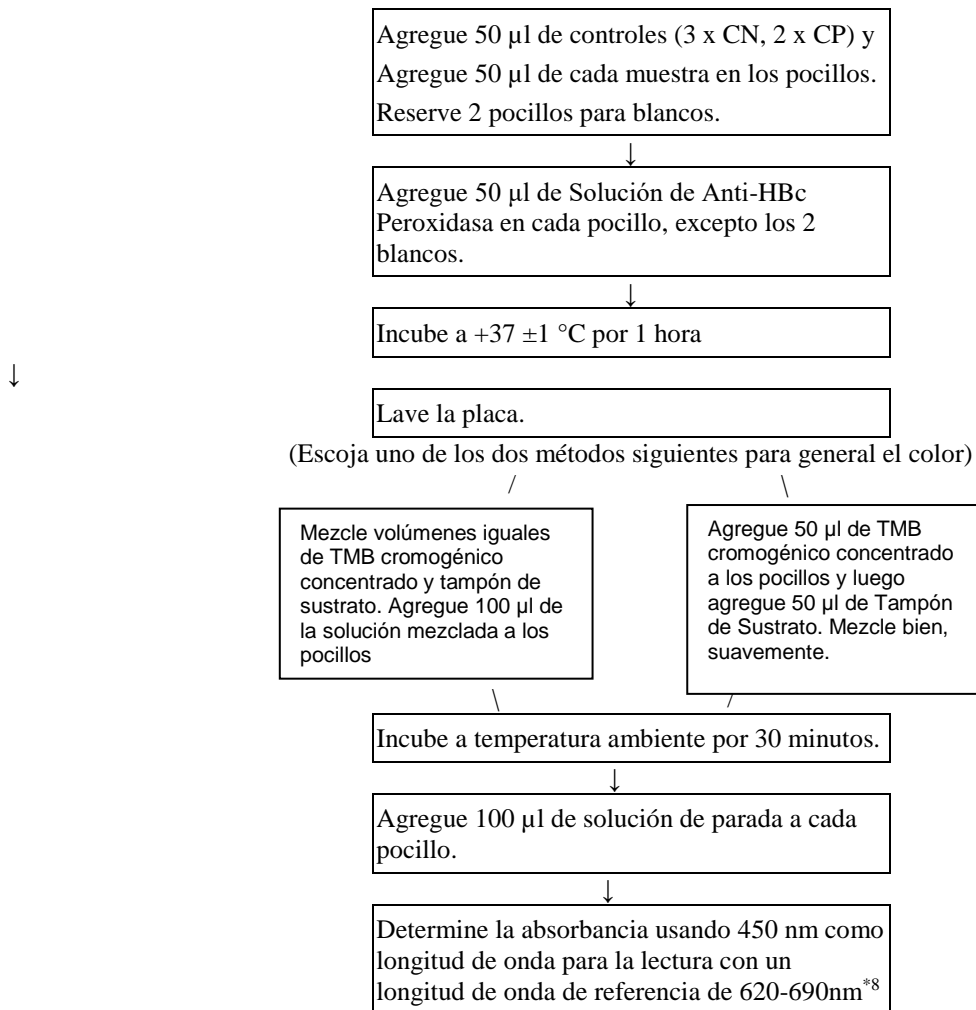 Agregue 50 µl de controles (3 x CN, 2 x CP) y
Agregue 50 µl de cada muestra en los pocillos.
Reserve 2 pocillos para blancos.
↓
Agregue 50 µl de Solución de Anti-HBc
Peroxidasa en cada pocillo, excepto los 2
blancos.
↓
Incube a +37 ±1 °C por 1 hora
↓
Lave la placa.
(Escoja uno de los dos métodos siguientes para general el color)
/ \
Mezcle volúmenes iguales
de TMB cromogénico
concentrado y tampón de
sustrato. Agregue 100 µl de
la solución mezclada a los
pocillos
Agregue 50 µl de TMB
cromogénico concentrado
a los pocillos y luego
agregue 50 µl de Tampón
de Sustrato. Mezcle bien,
suavemente.
\ /
Incube a temperatura ambiente por 30 minutos.
↓
Agregue 100 µl de solución de parada a cada
pocillo.
↓
Determine la absorbancia usando 450 nm como
longitud de onda para la lectura con un
longitud de onda de referencia de 620-690nm*8